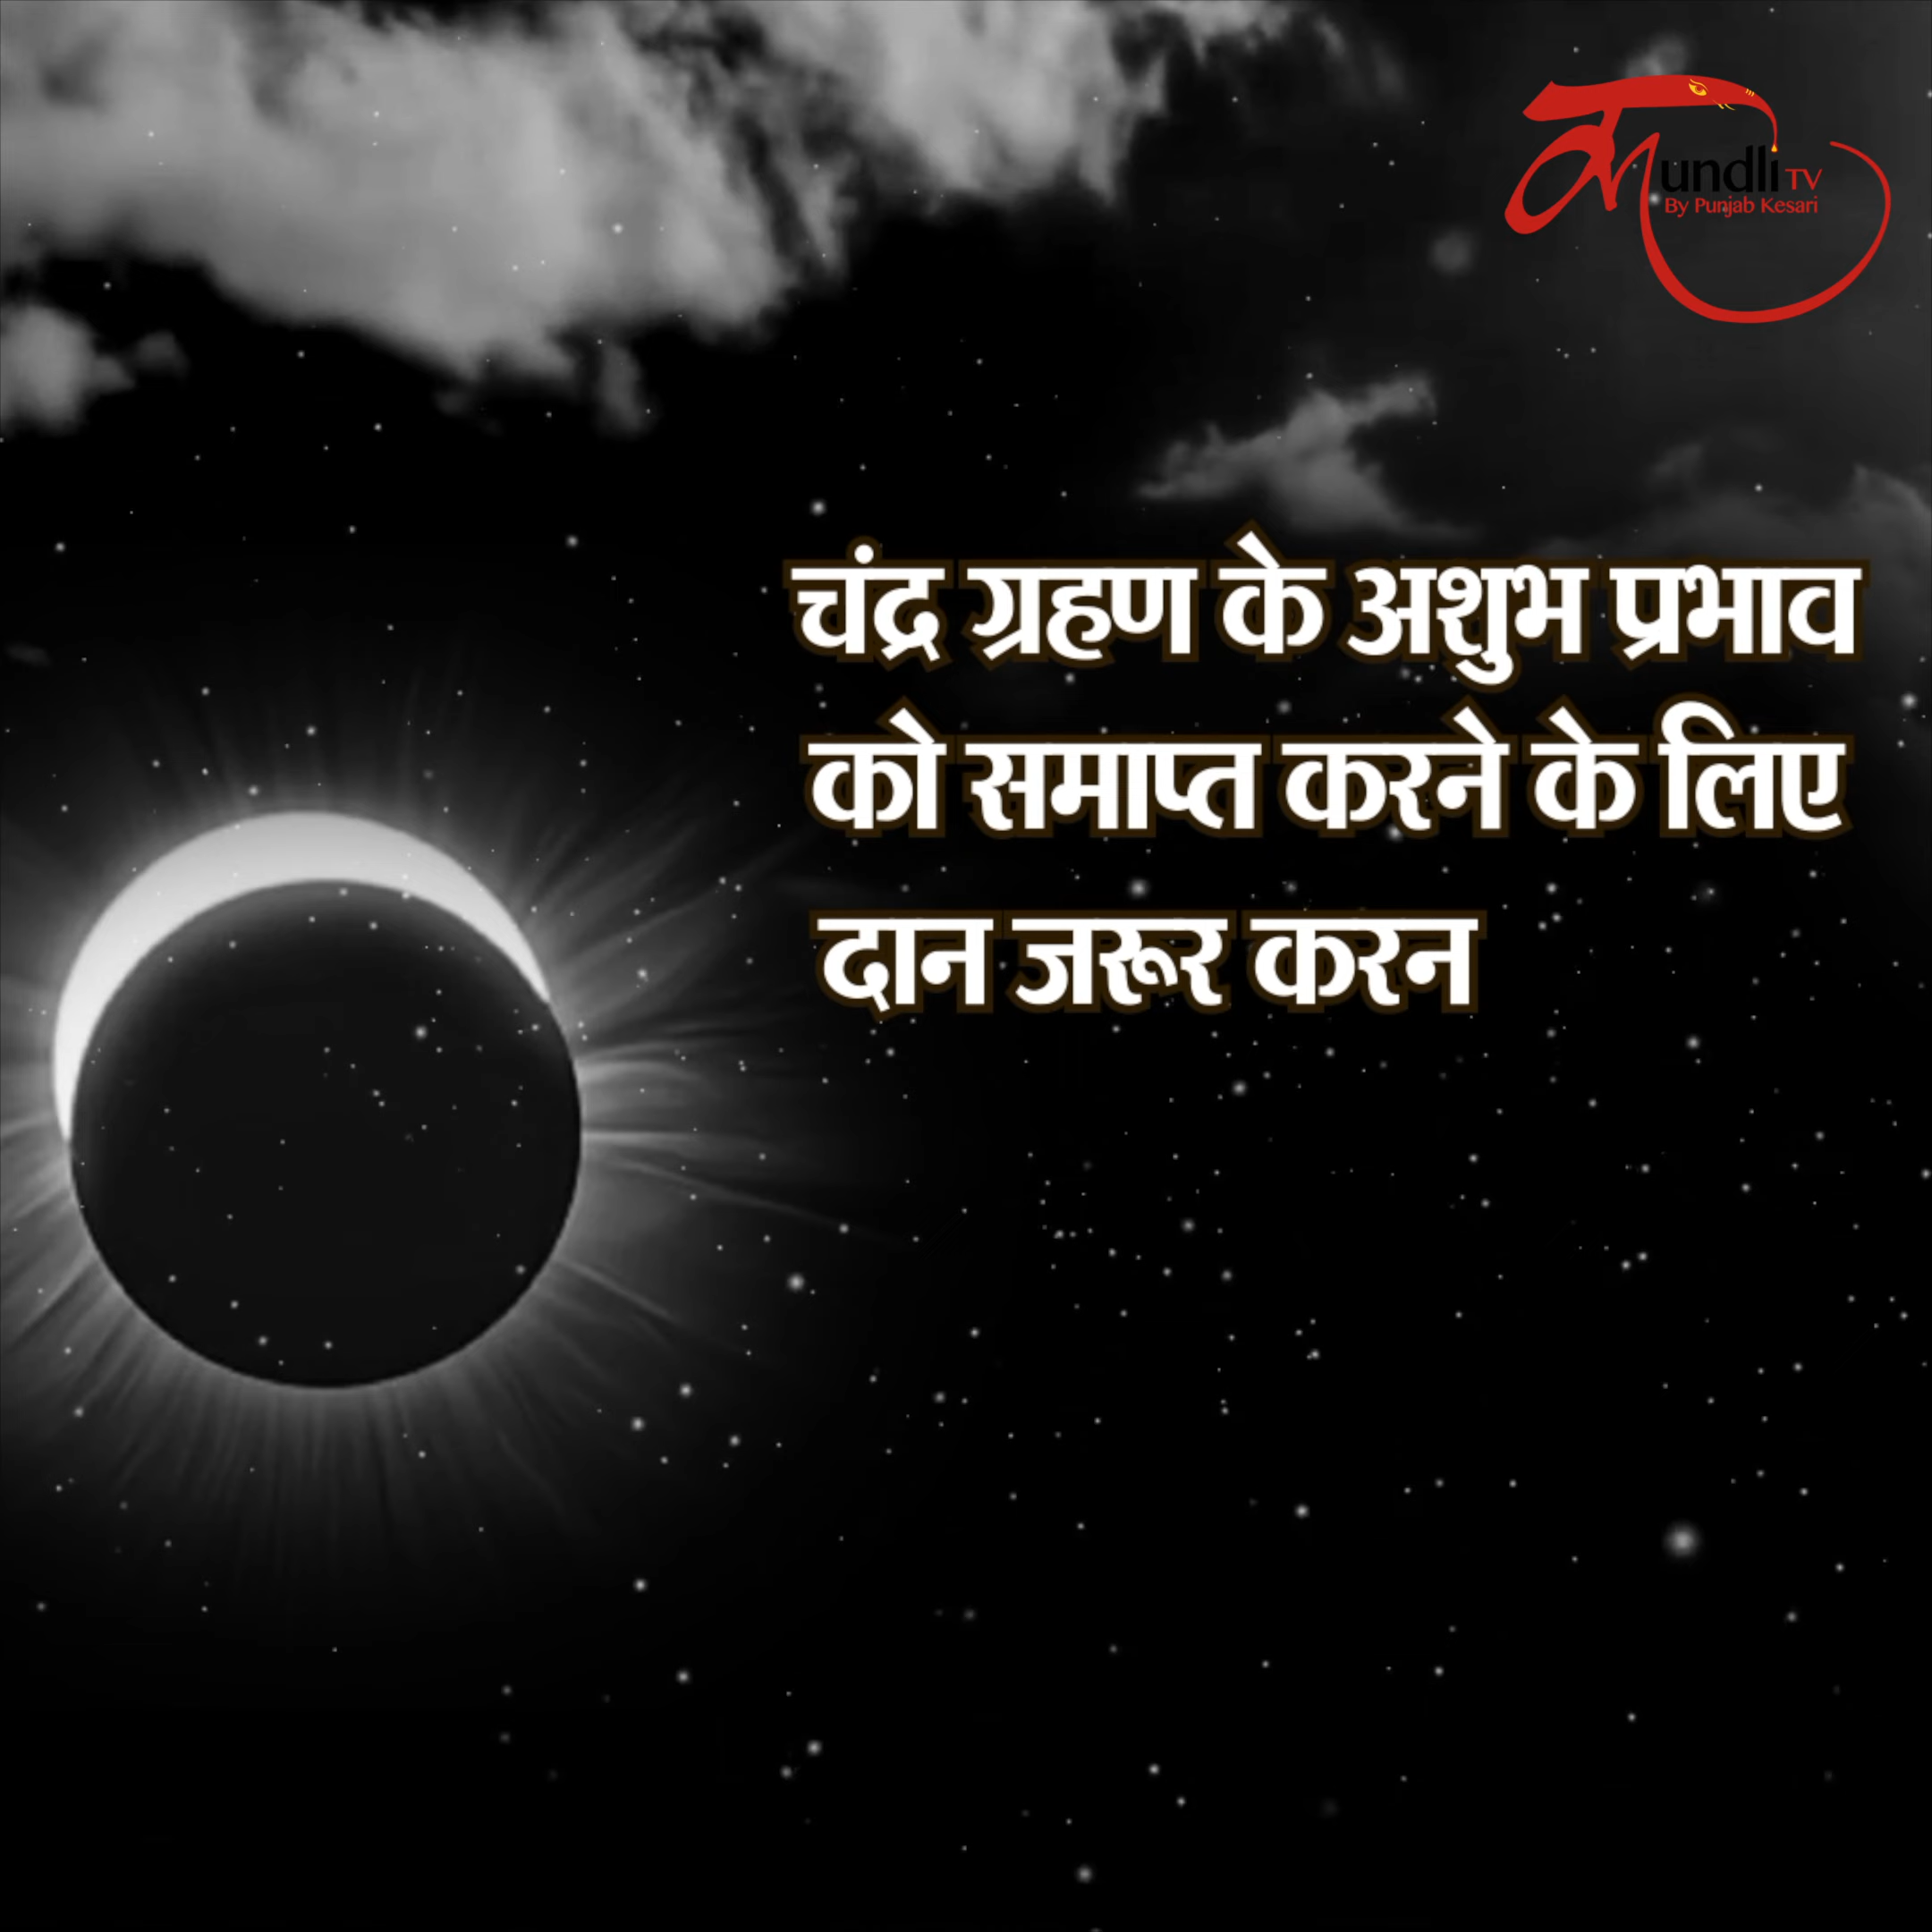 Kundli TV
By Punjab Kesari
चंद्र ग्रहण के अशुभ प्रभाव
को समाप्त करने के लिए
दान जरूर करन